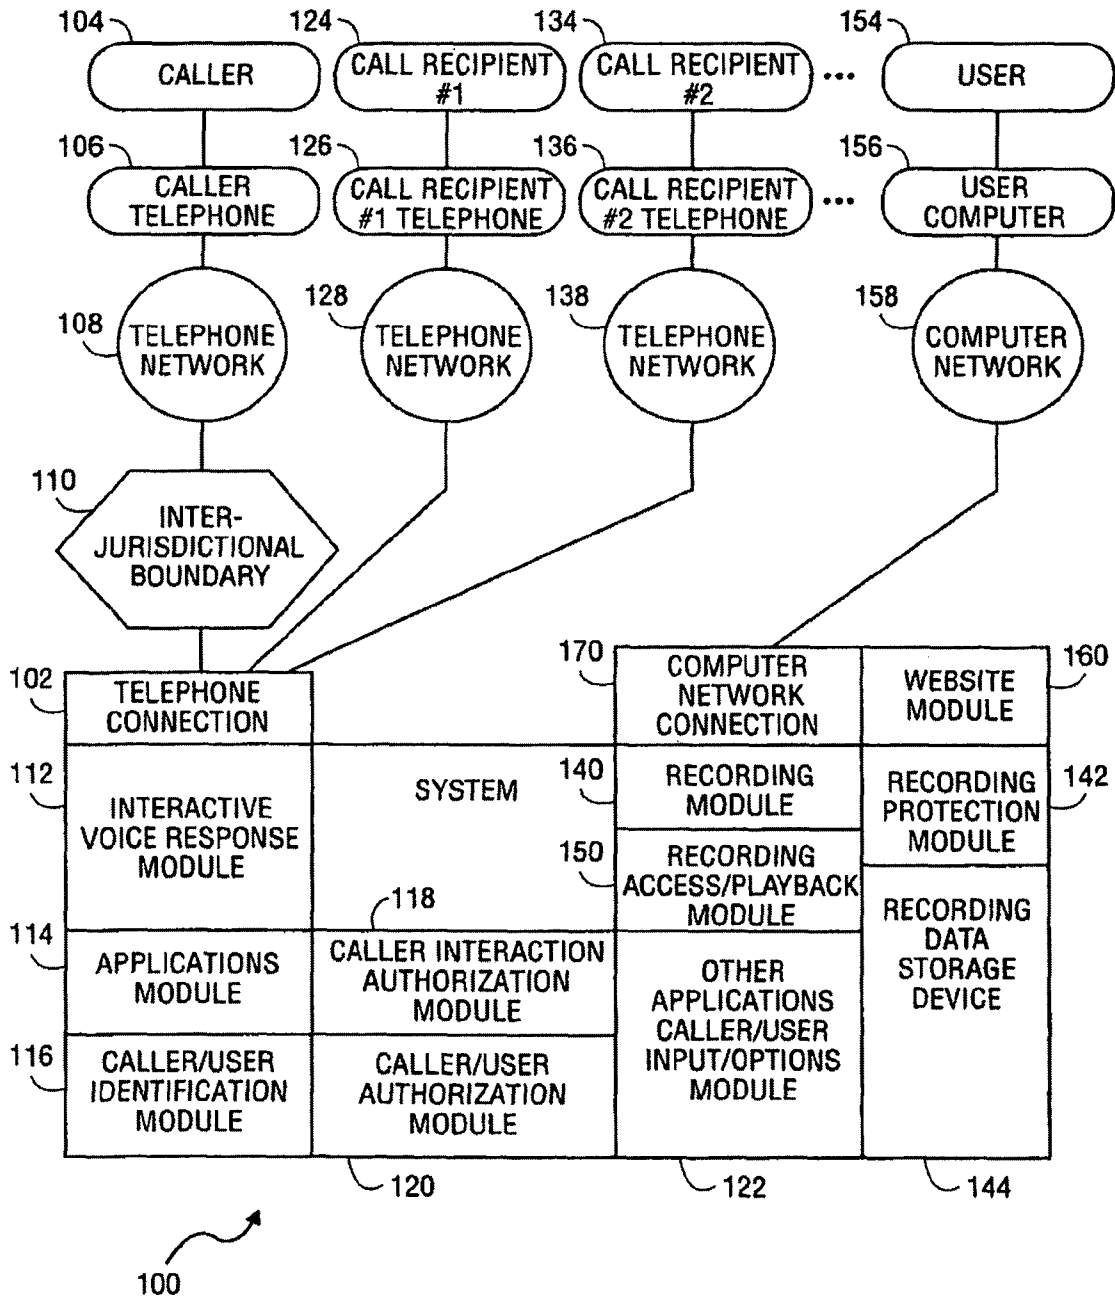 104
124
134
154
CALLER
CALL RECIPIENT
#1
CALL RECIPIENT
#2
•••
USER
106
126
136
156
CALLER
TELEPHONE
CALL RECIPIENT
#1 TELEPHONE
CALL RECIPIENT
#2 TELEPHONE
•••
USER
COMPUTER
108
128
138
158
TELEPHONE
NETWORK
TELEPHONE
NETWORK
TELEPHONE
NETWORK
COMPUTER
NETWORK
110
INTER-
JURISDICTIONAL
BOUNDARY
102
TELEPHONE
CONNECTION
170
COMPUTER
NETWORK
CONNECTION
WEBSITE
MODULE
160
112
INTERACTIVE
VOICE RESPONSE
MODULE
SYSTEM
140
RECORDING
MODULE
RECORDING
PROTECTION
MODULE
142
150
RECORDING
ACCESS/PLAYBACK
MODULE
RECORDING
DATA
STORAGE
DEVICE
114
APPLICATIONS
MODULE
118
CALLER INTERACTION
AUTHORIZATION
MODULE
OTHER
APPLICATIONS
CALLER/USER
INPUT/OPTIONS
MODULE
116
CALLER/USER
IDENTIFICATION
MODULE
CALLER/USER
AUTHORIZATION
MODULE
120
122
144
100